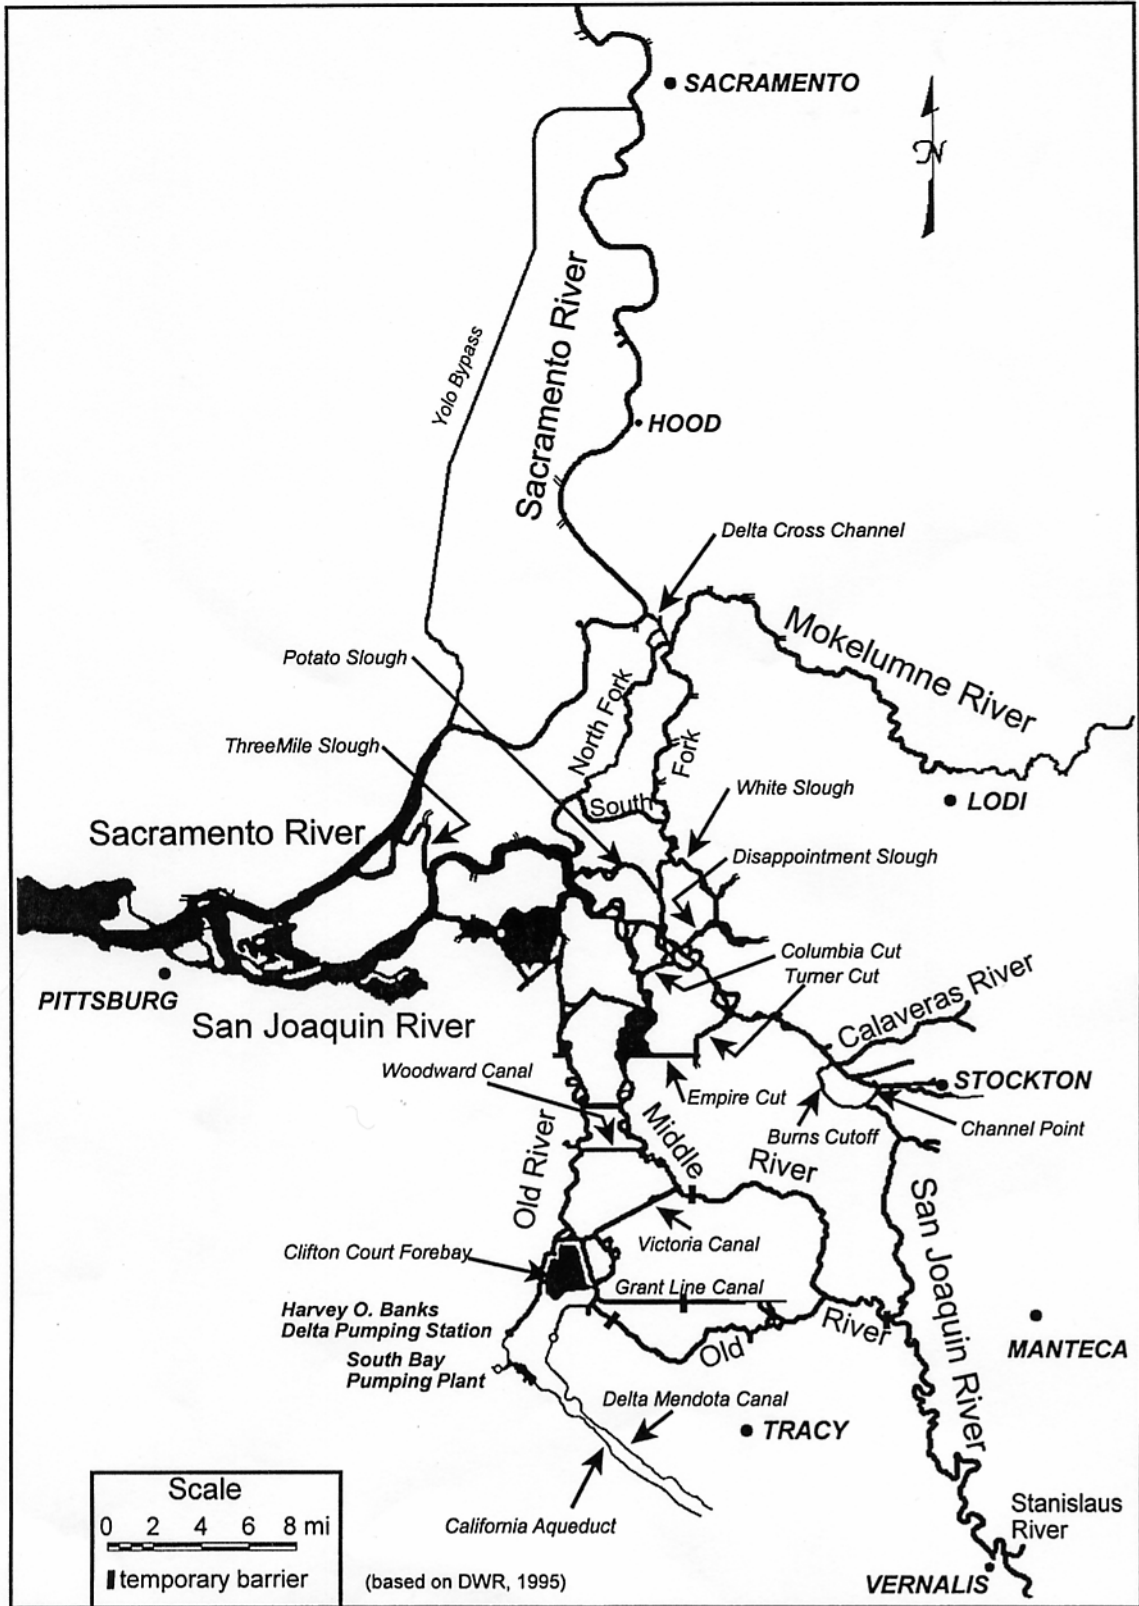 SACRAMENTO
N
Sacramento River
Yolo Bypass
HOOD
Delta Cross Channel
Mokelumne River
Potato Slough
North Fork
ThreeMile Slough
Fork
South
White Slough
LODI
Sacramento River
Disappointment Slough
Columbia Cut
Turner Cut
PITTSBURG
San Joaquin River
Calaveras River
Woodward Canal
STOCKTON
Empire Cut
Channel Point
Burns Cutoff
Middle
River
Old River
San Joaquin River
Victoria Canal
Clifton Court Forebay
Grant Line Canal
Harvey O. Banks
Delta Pumping Station
South Bay
Pumping Plant
Old
River
MANTECA
Delta Mendota Canal
TRACY
California Aqueduct
Stanislaus
River
VERNALIS
Scale
0 2 4 6 8 mi
temporary barrier
(based on DWR, 1995)